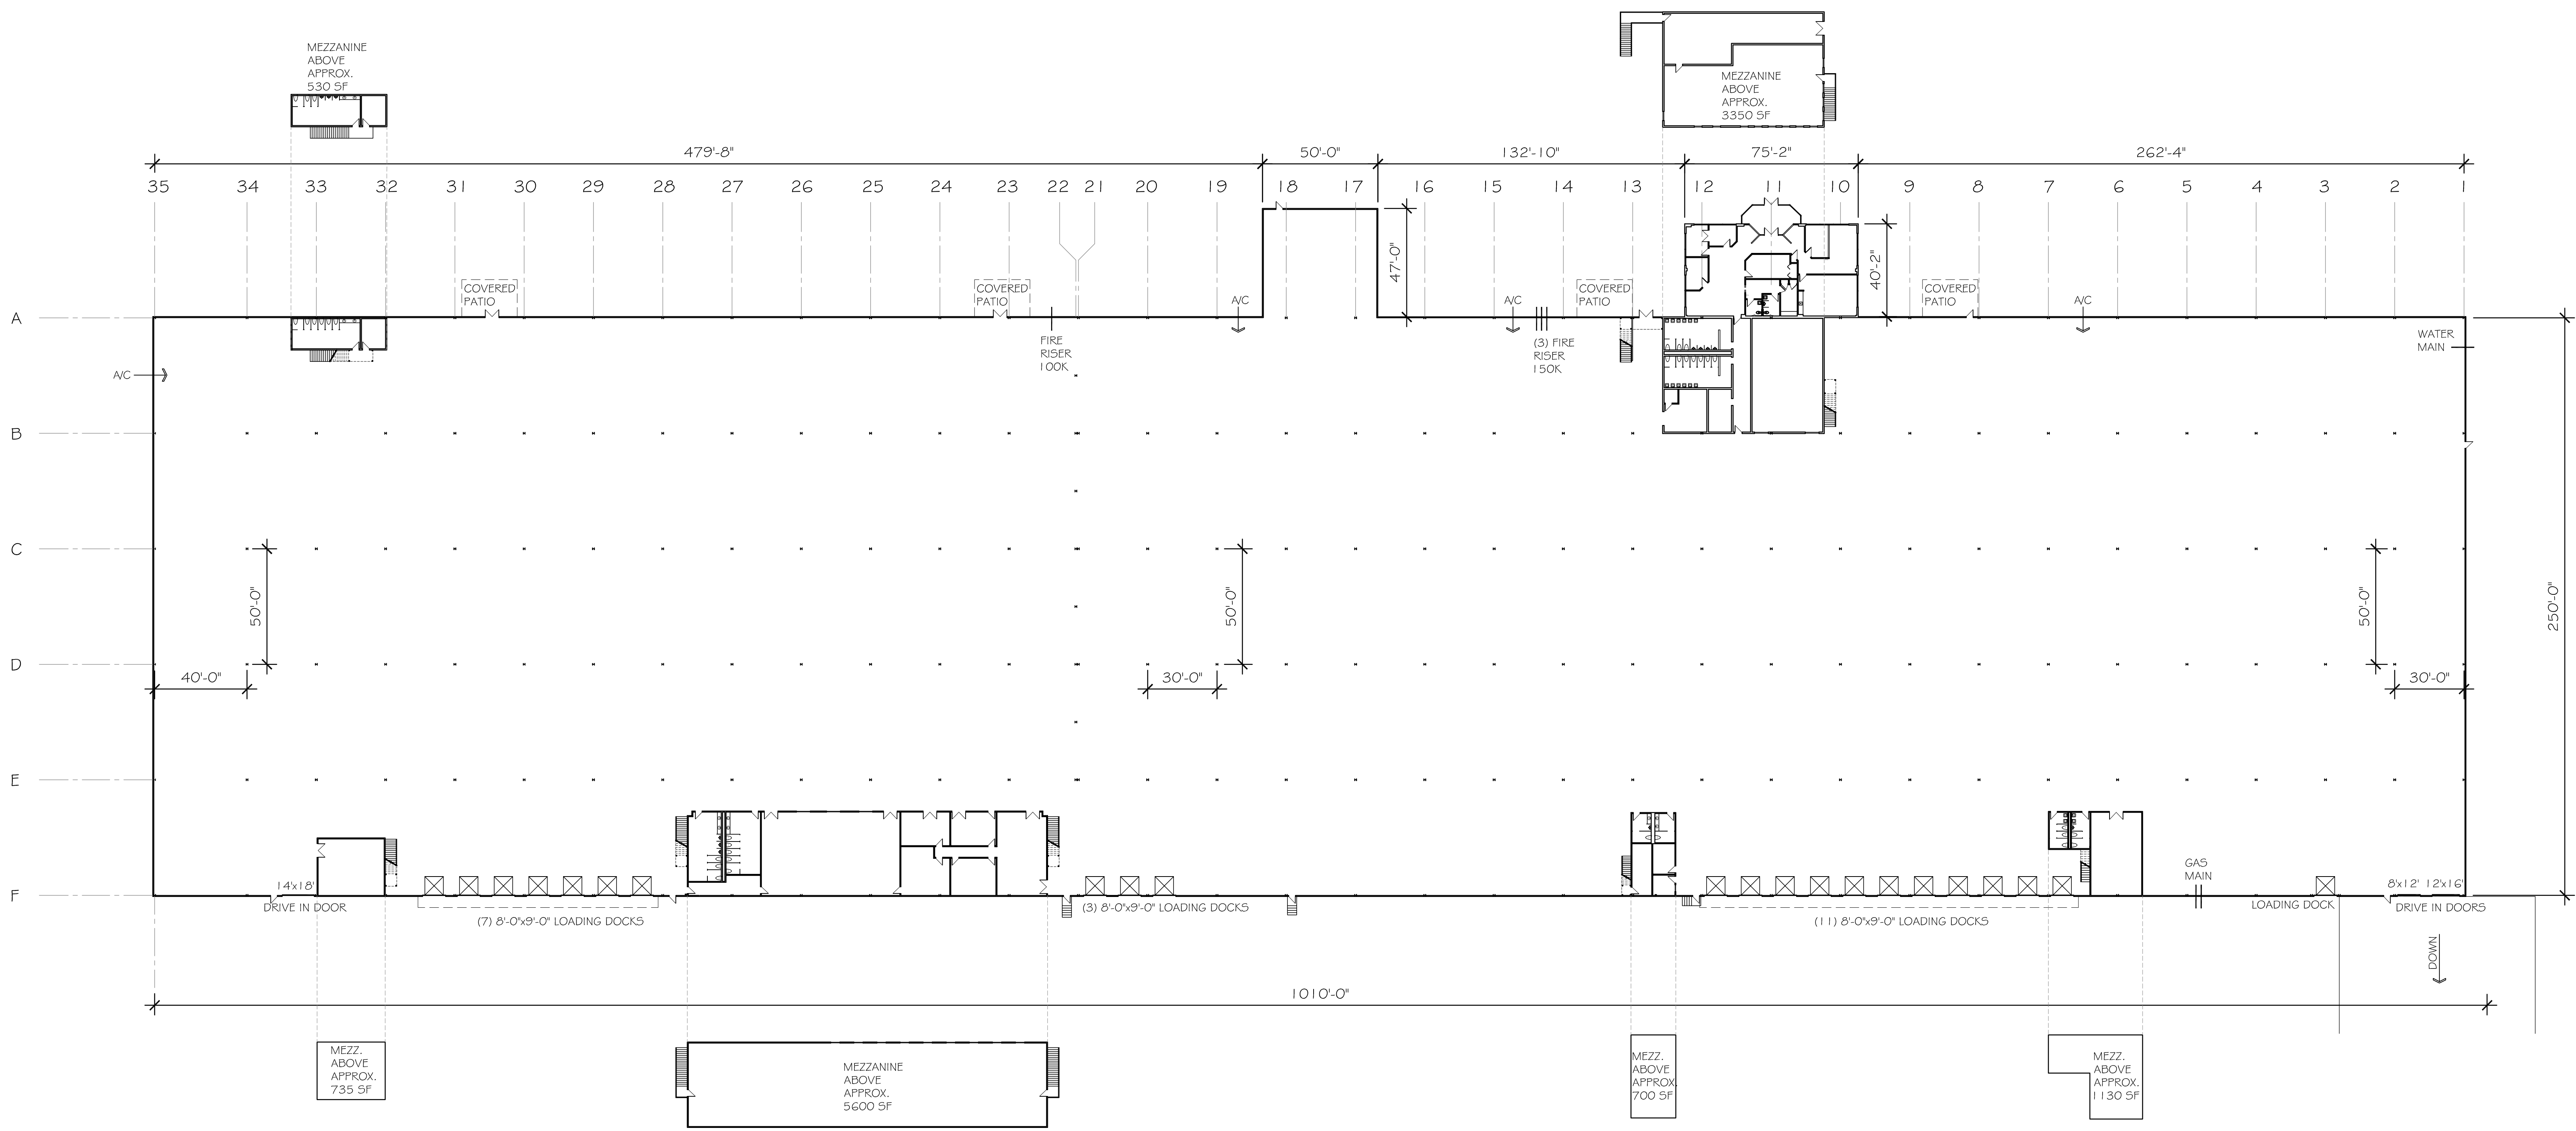 MEZZANINE
ABOVE
APPROX.
530 SF
MEZZANINE
ABOVE
APPROX.
3350 SF
479'-8" 50'-0" 132'-10" 75'-2" 262'-4"
35 34 33 32 31 30 29 28 27 26 25 24 23 22 21 20 19 18 17 16 15 14 13 12 11 10 9 8 7 6 5 4 3 2 1
47'-0"
40'-2"
COVERED
PATIO
COVERED
PATIO
COVERED
PATIO
COVERED
PATIO
A/C
A/C
A/C
A
FIRE
RISER
100K
(3) FIRE
RISER
150K
WATER
MAIN
A/C
B
C
50'-0"
50'-0"
50'-0"
250'-0"
D
40'-0"
30'-0"
30'-0"
E
14'x18'
GAS
MAIN
8'x12' 12'x16'
F
DRIVE IN DOOR
(7) 8'-0"x9'-0" LOADING DOCKS
(3) 8'-0"x9'-0" LOADING DOCKS
(11) 8'-0"x9'-0" LOADING DOCKS
LOADING DOCK
DRIVE IN DOORS
DOWN
1010'-0"
MEZZ.
ABOVE
APPROX.
735 SF
MEZZANINE
ABOVE
APPROX.
5600 SF
MEZZ.
ABOVE
APPROX.
700 SF
MEZZ.
ABOVE
APPROX.
1130 SF